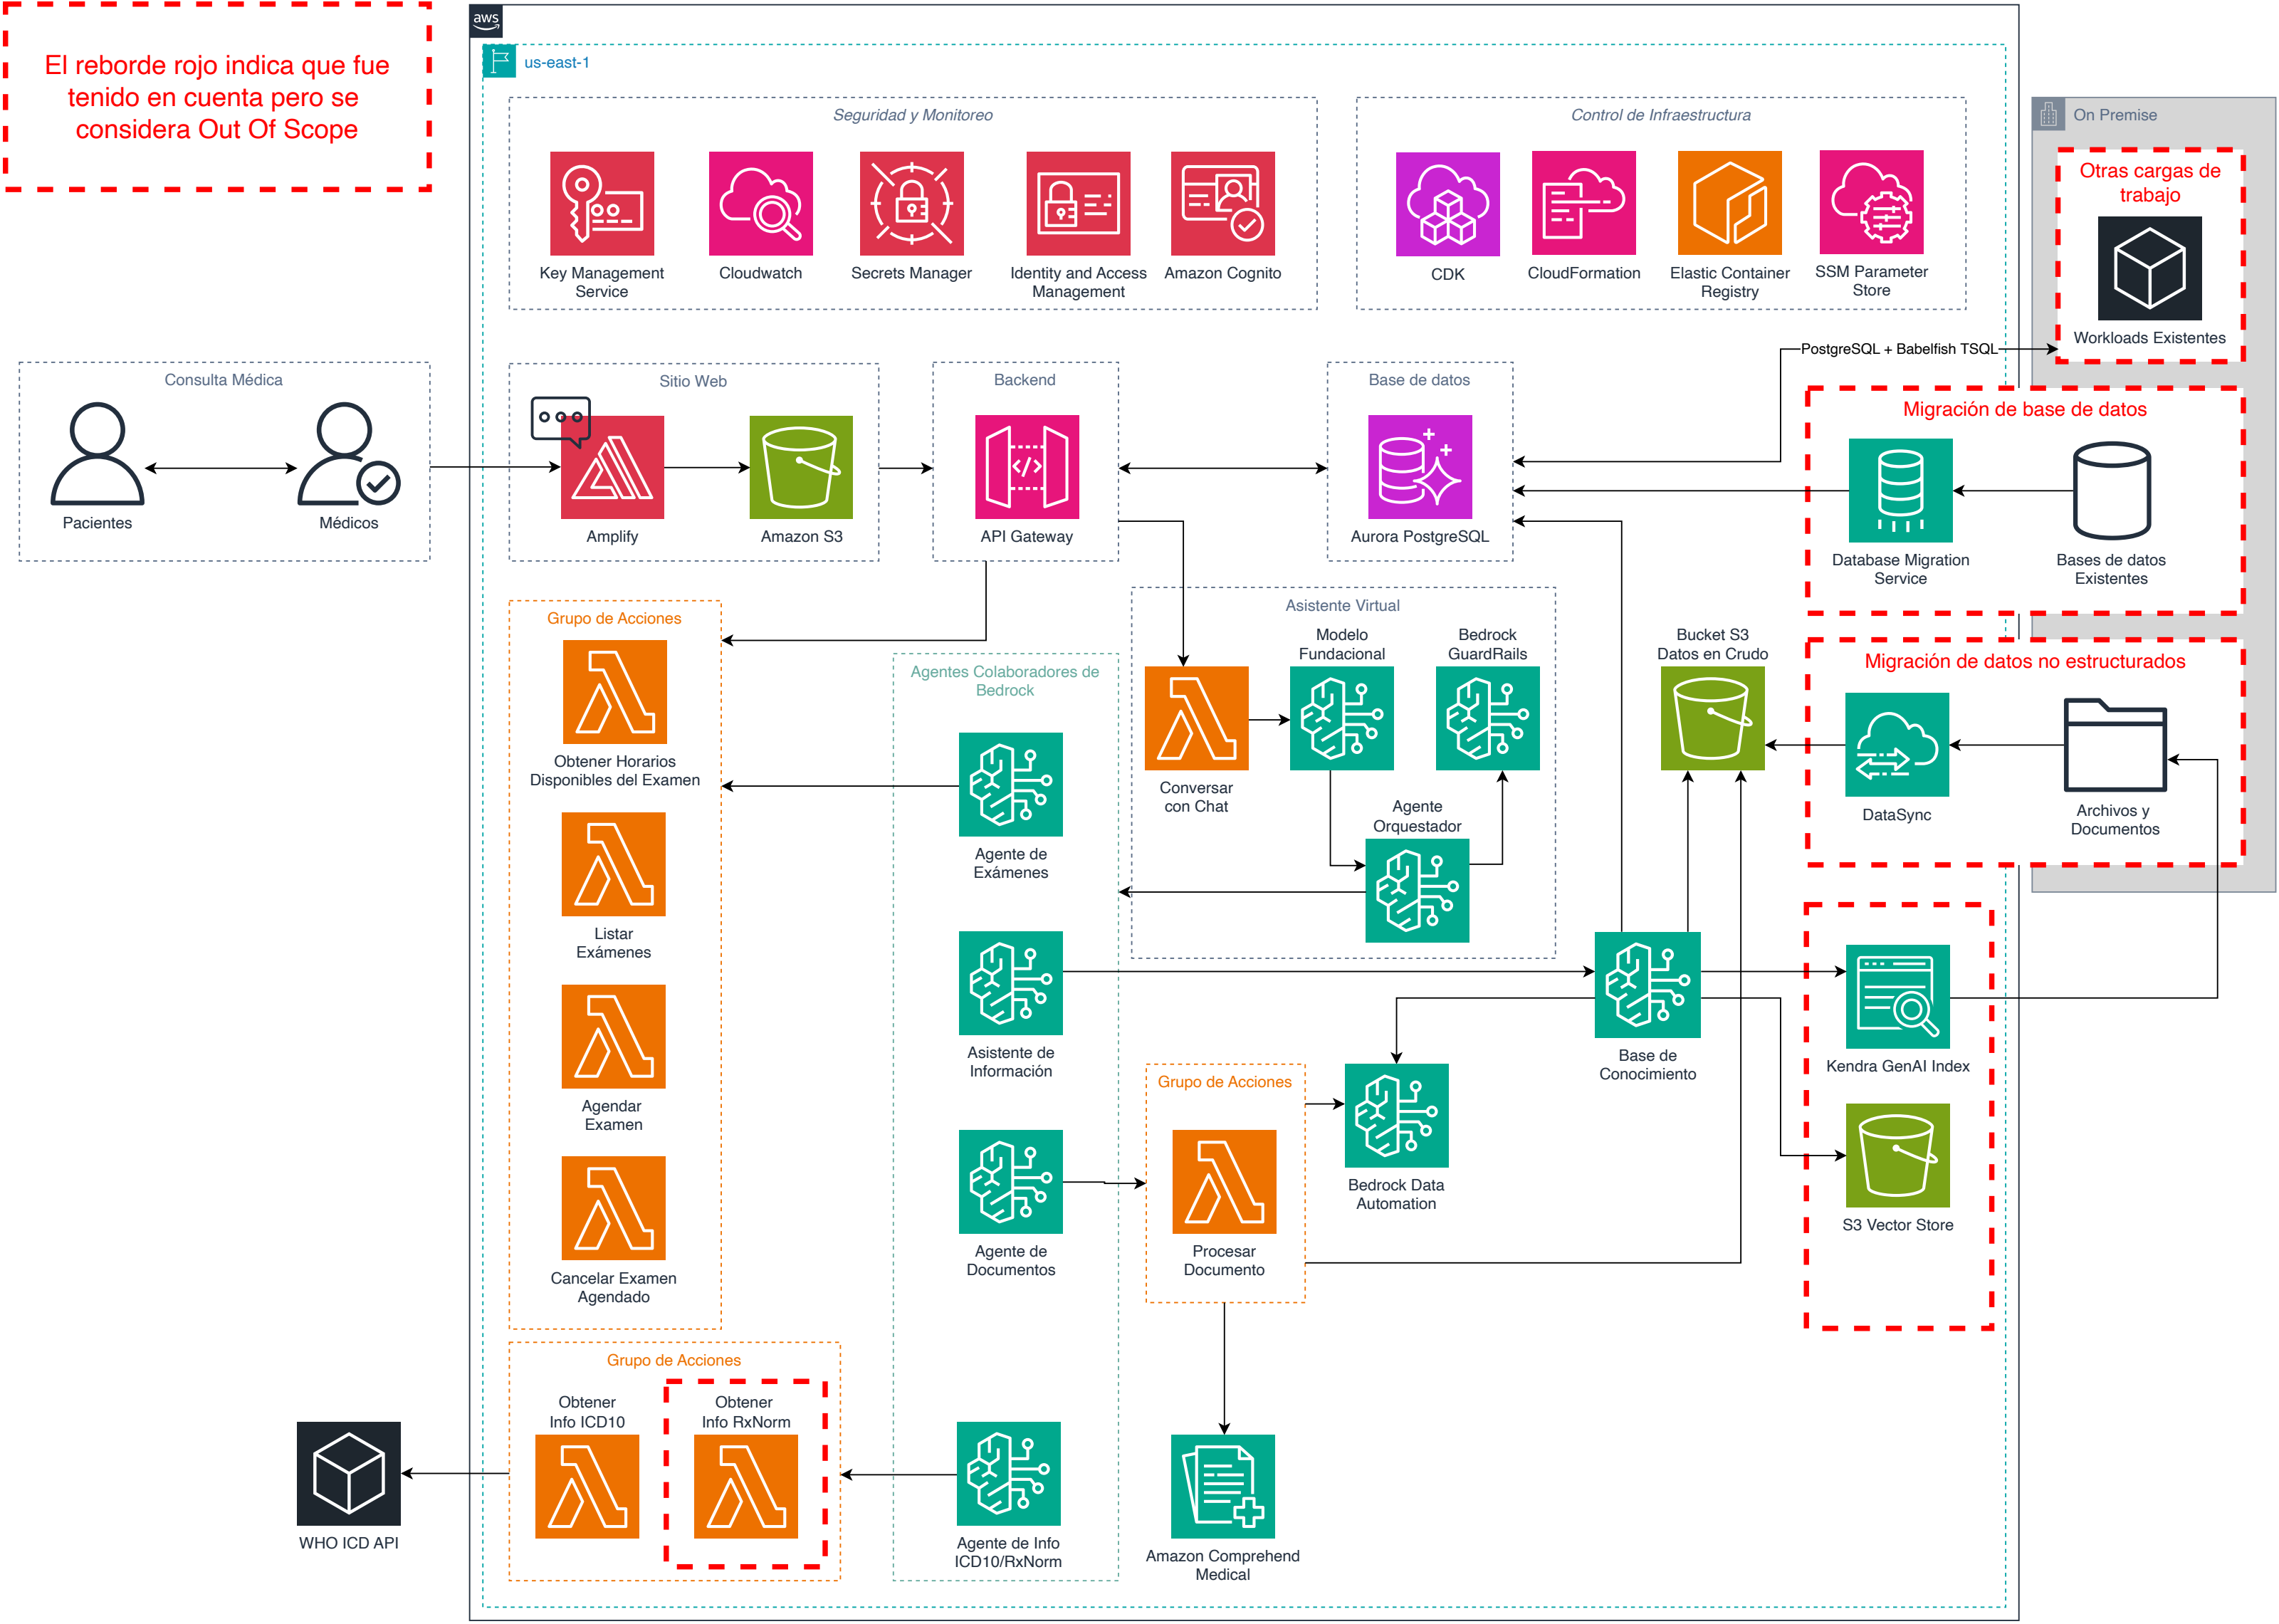 El reborde rojo indica que fue
tenido en cuenta pero se
considera Out Of Scope
aws
us-east-1
Seguridad y Monitoreo
Key Management
Service
Cloudwatch
Secrets Manager
Identity and Access
Management
Amazon Cognito
Control de Infraestructura
CDK
CloudFormation
Elastic Container
Registry
SSM Parameter
Store
On Premise
Otras cargas de
trabajo
Workloads Existentes
PostgreSQL + Babelfish TSQL
Consulta Médica
Pacientes
Médicos
Sitio Web
Amplify
Amazon S3
Backend
API Gateway
Base de datos
Aurora PostgreSQL
Migración de base de datos
Database Migration
Service
Bases de datos
Existentes
Grupo de Acciones
Obtener Horarios
Disponibles del Examen
Listar
Exámenes
Agendar
Examen
Cancelar Examen
Agendado
Agentes Colaboradores de
Bedrock
Agente de
Exámenes
Asistente de
Información
Agente de
Documentos
Agente de Info
ICD10/RxNorm
Asistente Virtual
Modelo
Fundacional
Bedrock
GuardRails
Conversar
con Chat
Agente
Orquestador
Bucket S3
Datos en Crudo
Migración de datos no estructurados
DataSync
Archivos y
Documentos
Base de
Conocimiento
Kendra GenAI Index
S3 Vector Store
Grupo de Acciones
Procesar
Documento
Bedrock Data
Automation
Grupo de Acciones
Obtener
Info ICD10
Obtener
Info RxNorm
WHO ICD API
Amazon Comprehend
Medical